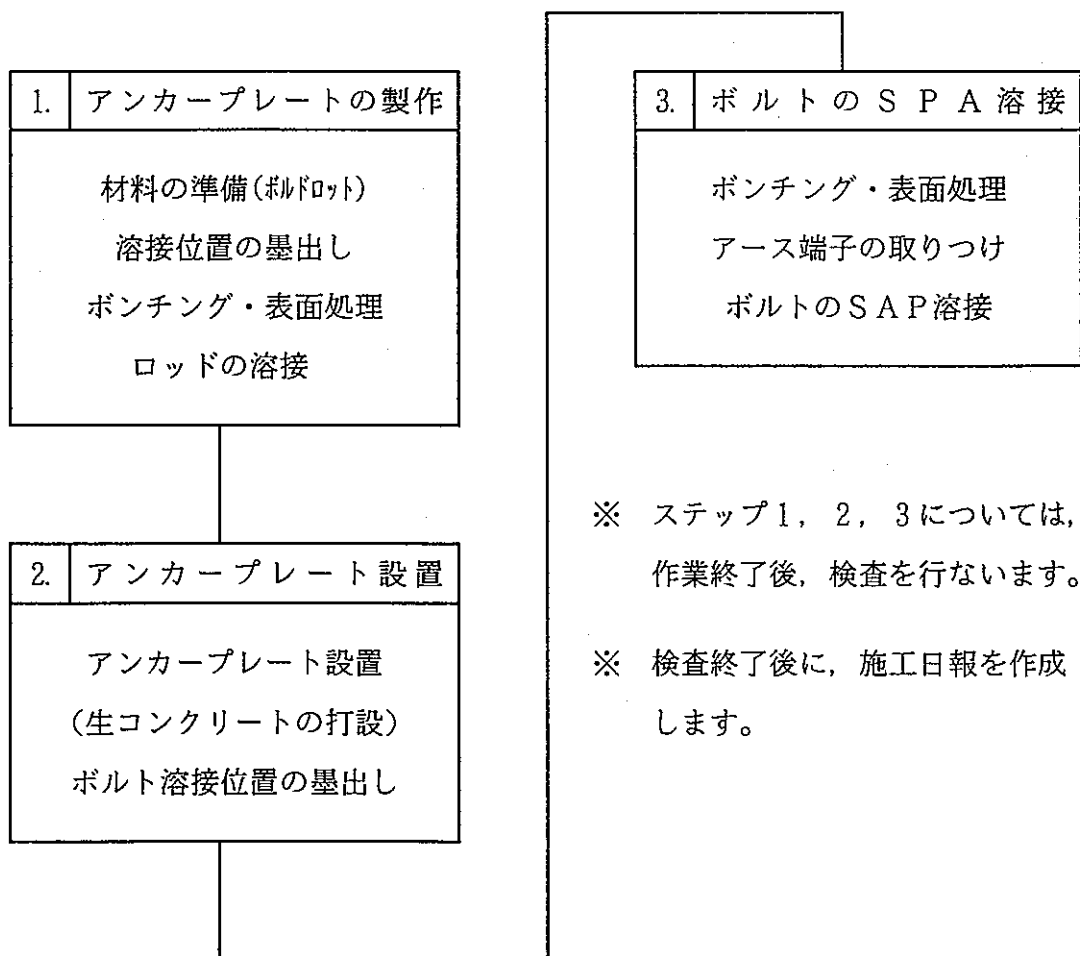 1. アンカープレートの製作
材料の準備(ボルドロット)
溶接位置の墨出し
ボンチング・表面処理
ロッドの溶接
2. アンカープレート設置
アンカープレート設置
(生コンクリートの打設)
ボルト溶接位置の墨出し
3. ボルトのSPA溶接
ボンチング・表面処理
アース端子の取りつけ
ボルトのSAP溶接
※ ステップ1, 2, 3については,
作業終了後, 検査を行ないます。
※ 検査終了後に, 施工日報を作成
します。